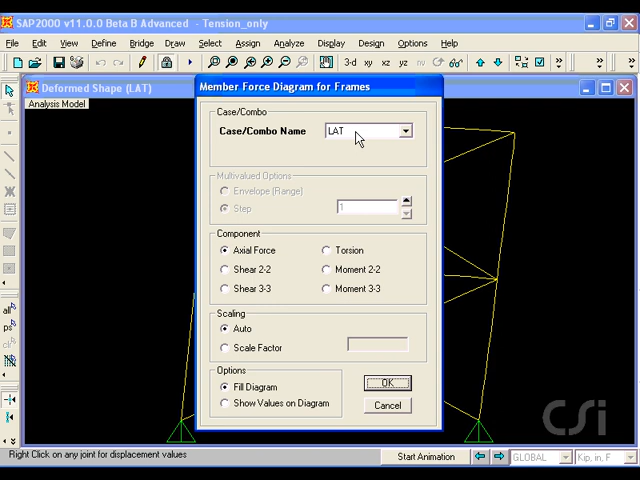 SAP2000 v11.0.0 Beta B Advanced - Tension_only
File Edit View Define Bridge Draw Select Assign Analyze Display Design Options Help
3-d xy xz yz nv
Deformed Shape (LAT)
Analysis Model
Member Force Diagram for Frames
Case/Combo
Case/Combo Name LAT
Multivalued Options
Envelope (Range)
Step 1
Component
Axial Force Torsion
Shear 2-2 Moment 2-2
Shear 3-3 Moment 3-3
Scaling
Auto
Scale Factor
Options
Fill Diagram
Show Values on Diagram
OK
Cancel
all
ps
clr
CSi
Right Click on any joint for displacement values
Start Animation
GLOBAL
Kip, in, F